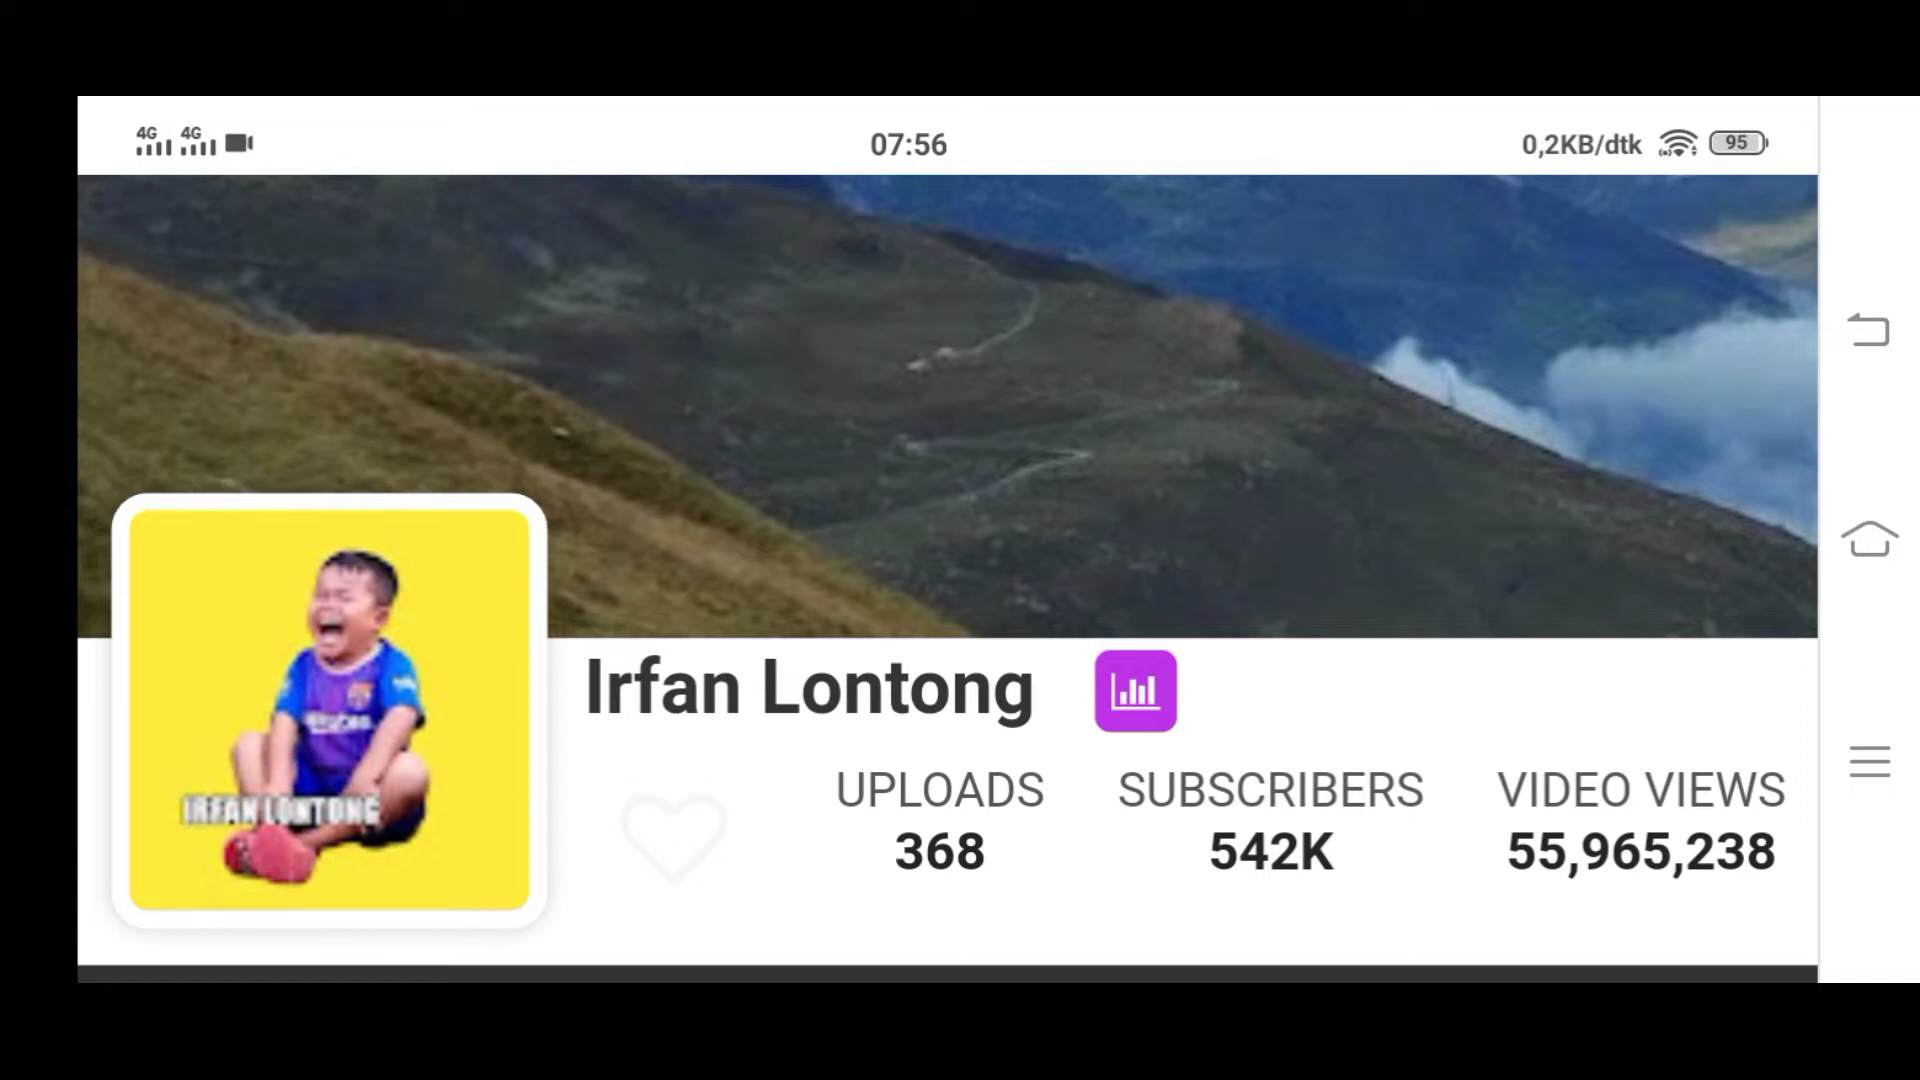 4G 4G 07:56 0,2KB/dtk 95
IRFAN LONTONG
Irfan Lontong
UPLOADS SUBSCRIBERS VIDEO VIEWS
368 542K 55,965,238